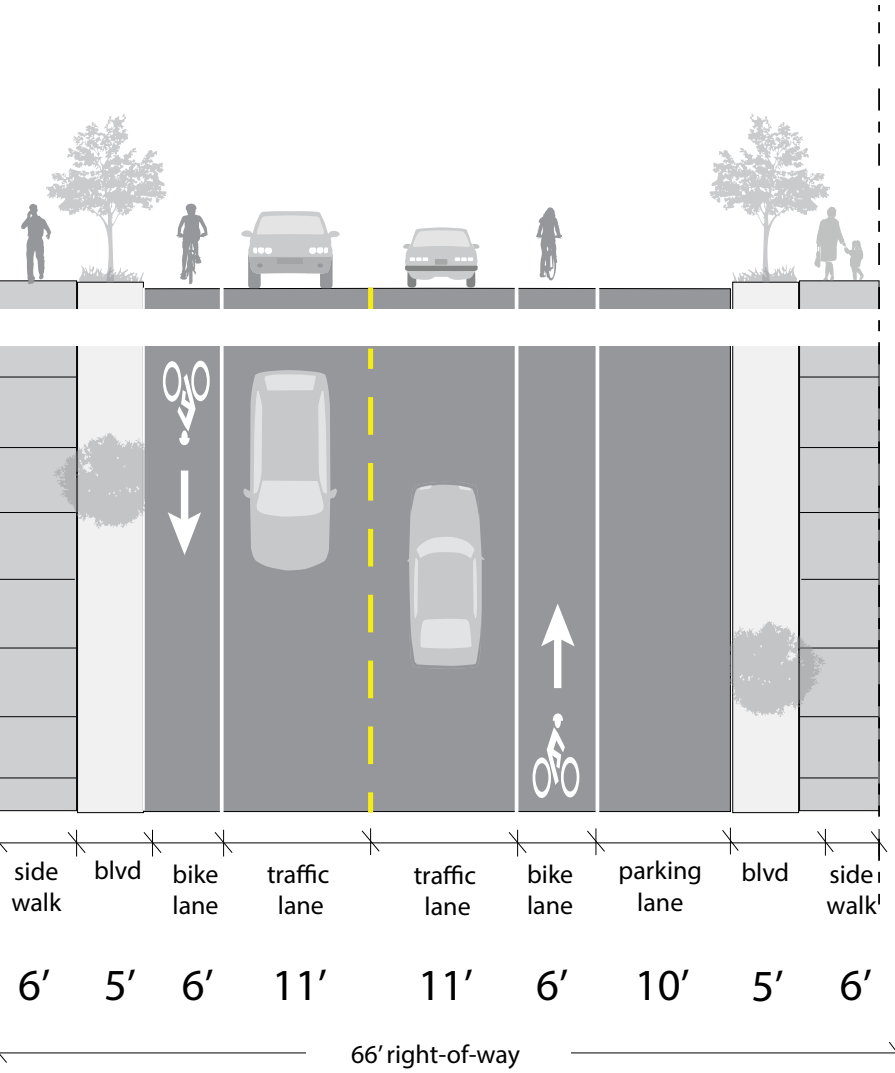 side
walk
blvd
bike
lane
traffic
lane
traffic
lane
bike
lane
parking
lane
blvd
side
walk
6’ 5’ 6’ 11’ 11’ 6’ 10’ 5’ 6’
66’ right-of-way